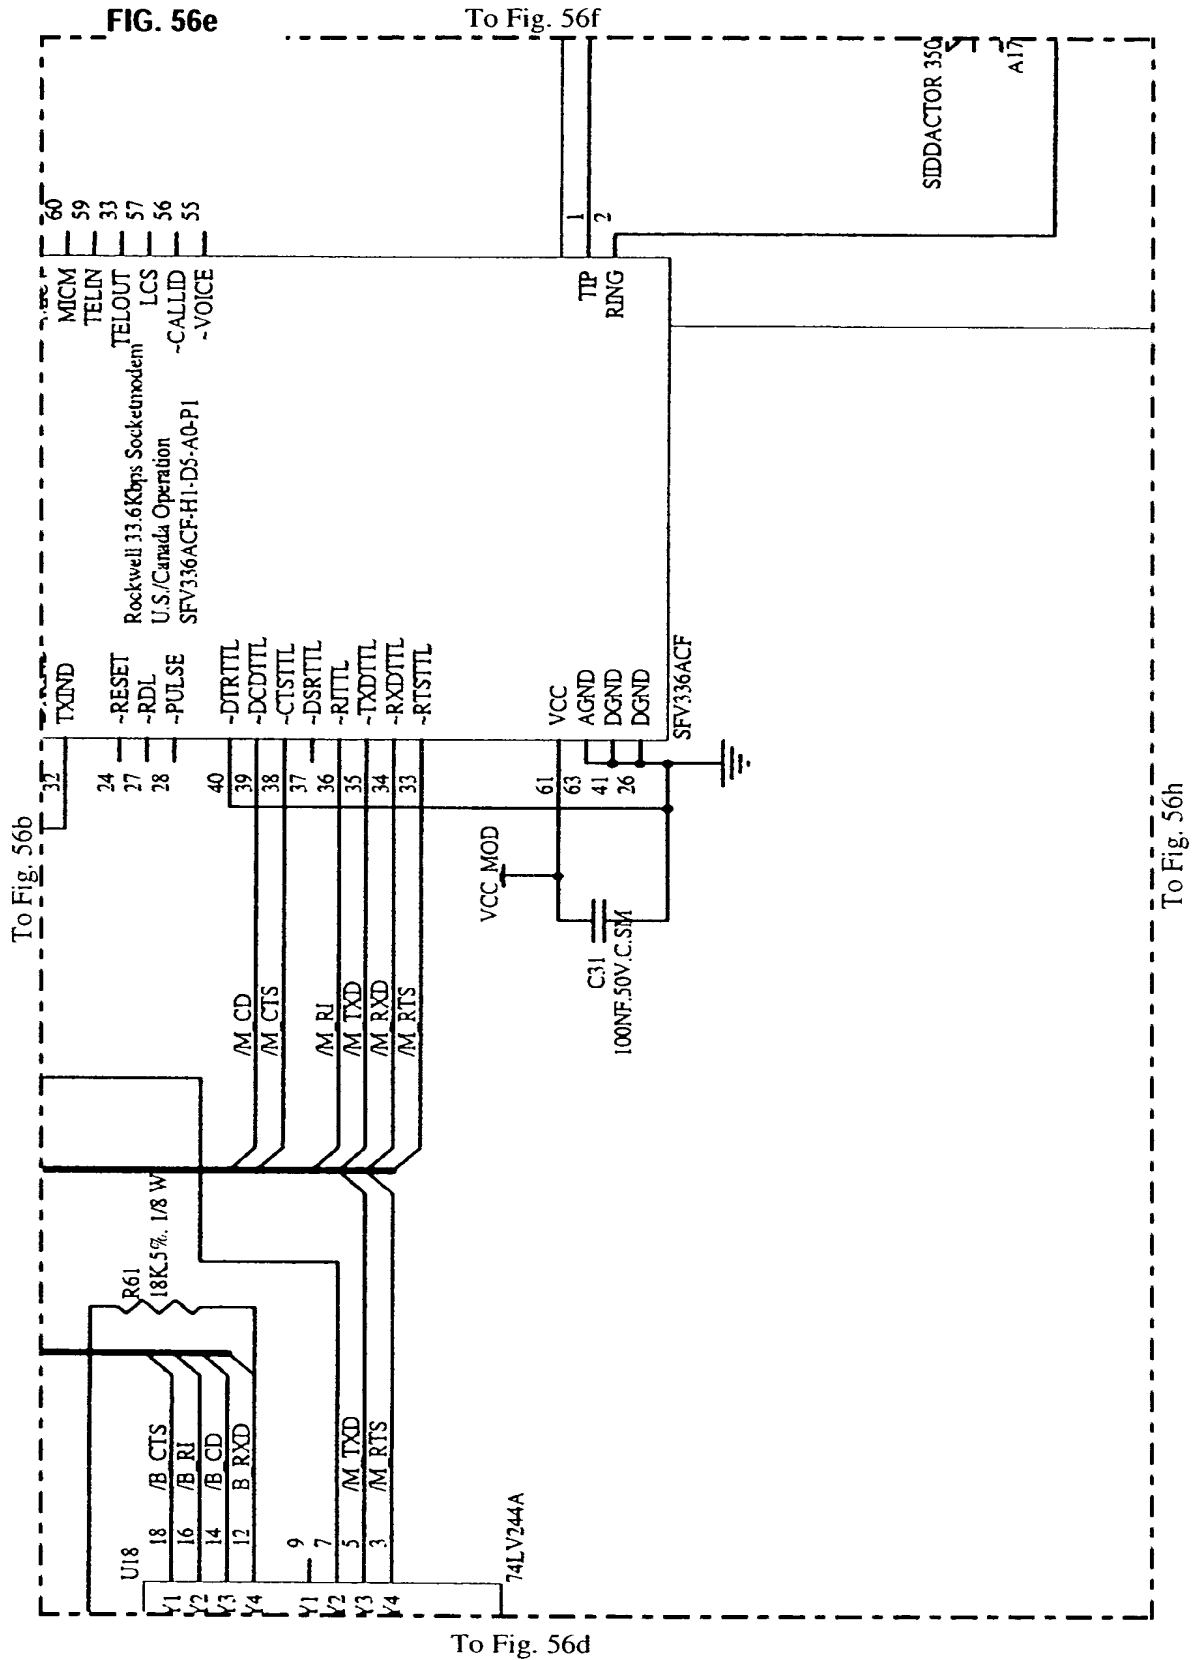 FIG. 56e
To Fig. 56f
To Fig. 56b
To Fig. 56h
To Fig. 56d
SIDDACTOR 350
A17
60
59
33
57
56
55
MICM
TELIN
TELOUT
LCS
~CALLID
~VOICE
1
2
TIP
RING
Rockwell 33.6Kbps Socketmodem
U.S./Canada Operation
SFV336ACF-H1-D5-A0-P1
TXIND
~RESET
~RDL
~PULSE
~DTRTTL
~DCDTTL
~CTSTTL
~DSRTTL
~RITTL
~TXDTTL
~RXDTTL
~RTSTTL
VCC
AGND
DGND
DGND
SFV336ACF
32
24
27
28
40
39
38
37
36
35
34
33
61
63
41
26
VCC_MOD
C31
100NF.50V.C.SM
/M_CD
/M_CTS
/M_RI
/M_TXD
/M_RXD
/M_RTS
R61
18K.5%. 1/8 W
/B_CTS
/B_RI
/B_CD
B_RXD
/M_TXD
/M_RTS
U18
18
16
14
12
9
7
5
3
Y1
Y2
Y3
Y4
Y1
Y2
Y3
Y4
74LV244A